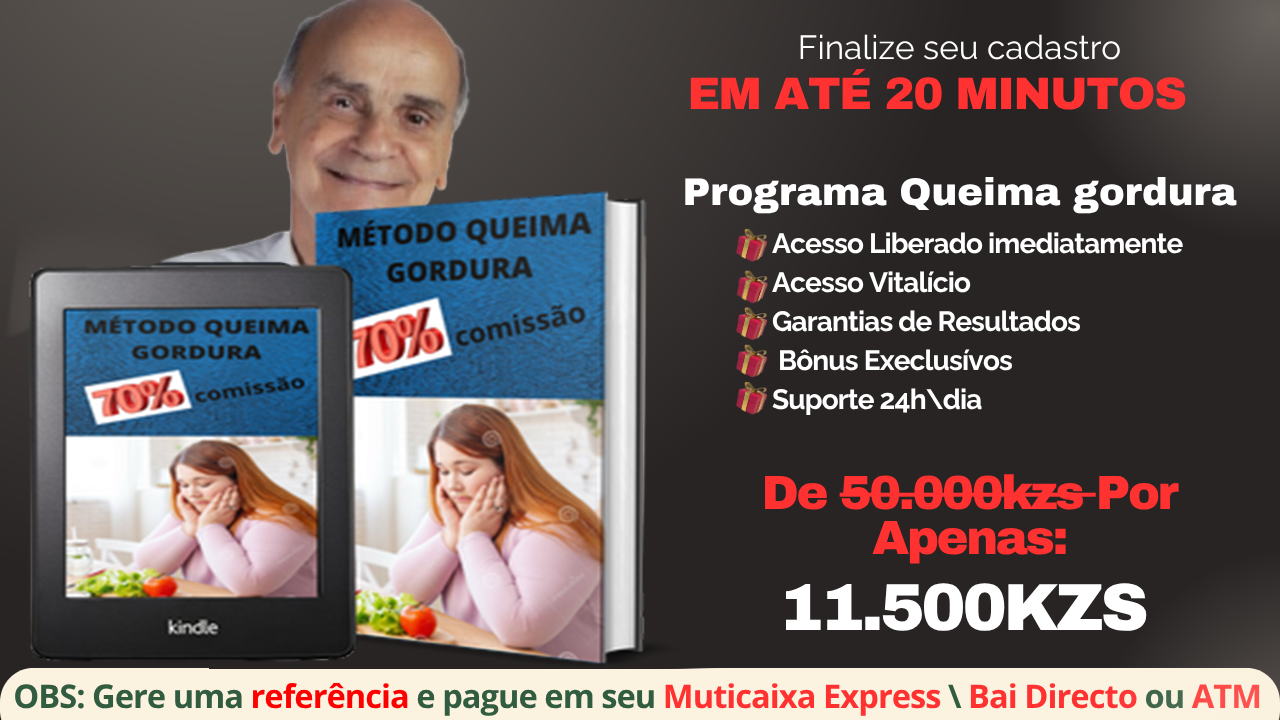 Finalize seu cadastro
EM ATÉ 20 MINUTOS
Programa Queima gordura
Acesso Liberado imediatamente
Acesso Vitalício
Garantias de Resultados
Bônus Execlusívos
Suporte 24h\dia
De 50.000kzs Por
Apenas:
11.500KZS
MÉTODO QUEIMA
GORDURA
70% comissão
MÉTODO QUEIMA
GORDURA
70% comissão
kindle
OBS: Gere uma referência e pague em seu Muticaixa Express \ Bai Directo ou ATM